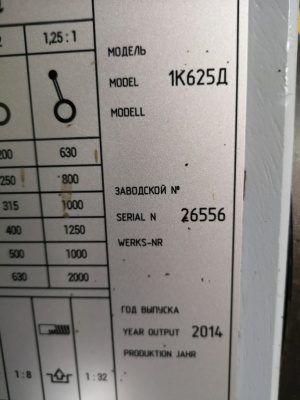 2
1,25 : 1
МОДЕЛЬ
MODEL 1К625Д
MODELL
200 630
250 800
315 1000
400 1250
500 1000
630 2000
ЗАВОДСКОЙ №
SERIAL N 26556
WERKS-NR
ГОД ВЫПУСКА
YEAR OUTPUT 2014
PRODUKTION JAHR
1 : 8
1 : 32